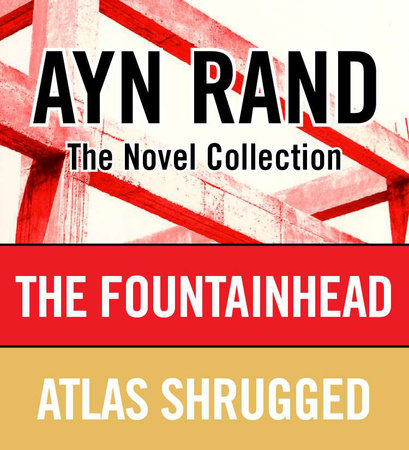 AYN RAND
The Novel Collection
THE FOUNTAINHEAD
ATLAS SHRUGGED